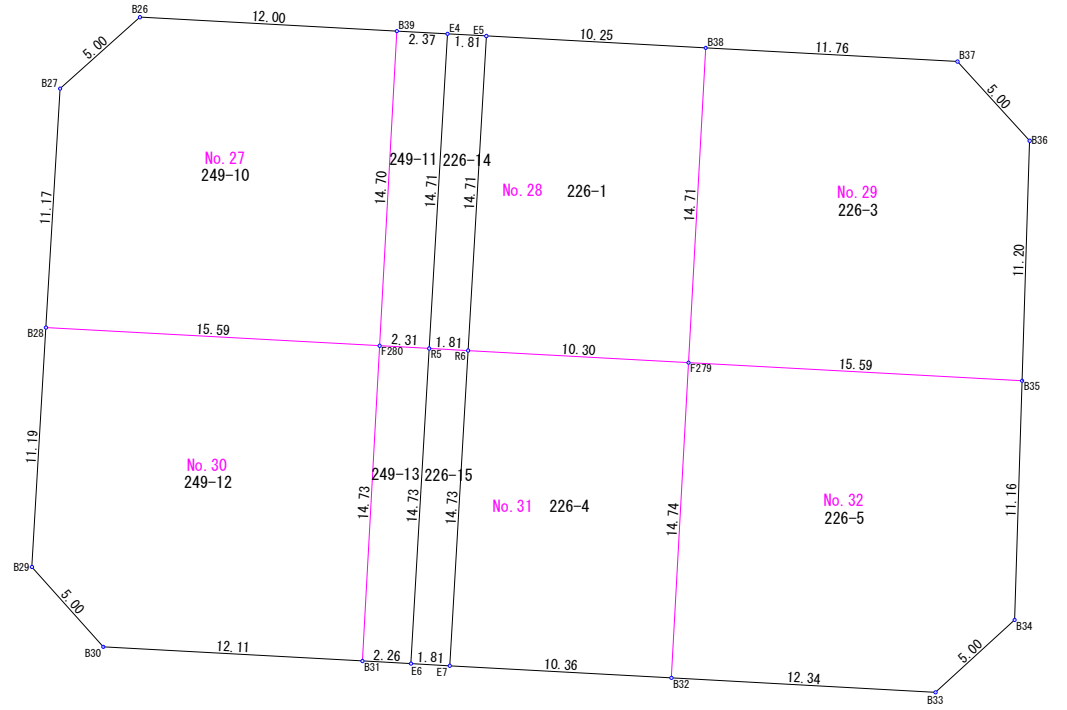 B26
12.00
B39
E4
E5
2.37
1.81
10.25
B38
11.76
B37
5.00
5.00
B27
B36
No.27
249-10
249-11
226-14
No.28
226-1
No.29
226-3
11.17
14.70
14.71
14.71
14.71
11.20
B28
15.59
F280
2.31
R5
1.81
R6
10.30
F279
15.59
B35
No.30
249-12
249-13
226-15
No.31
226-4
No.32
226-5
11.19
14.73
14.73
14.73
14.74
11.16
B29
5.00
B30
12.11
B31
2.26
E6
1.81
E7
10.36
B32
12.34
B33
5.00
B34